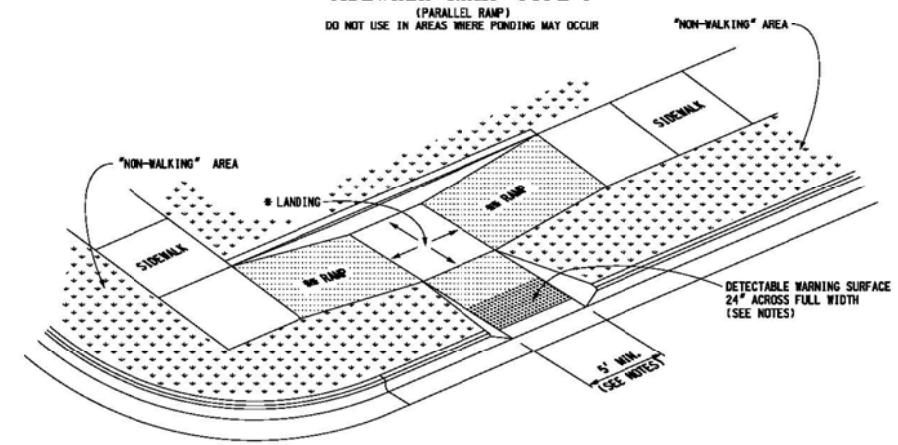 (PARALLEL RAMP)
DO NOT USE IN AREAS WHERE PONDING MAY OCCUR
"NON-WALKING" AREA
SIDEWALK
"NON-WALKING" AREA
# LANDING
** RAMP
SIDEWALK
** RAMP
DETECTABLE WARNING SURFACE
24" ACROSS FULL WIDTH
(SEE NOTES)
5' MIN.
(SEE NOTES)